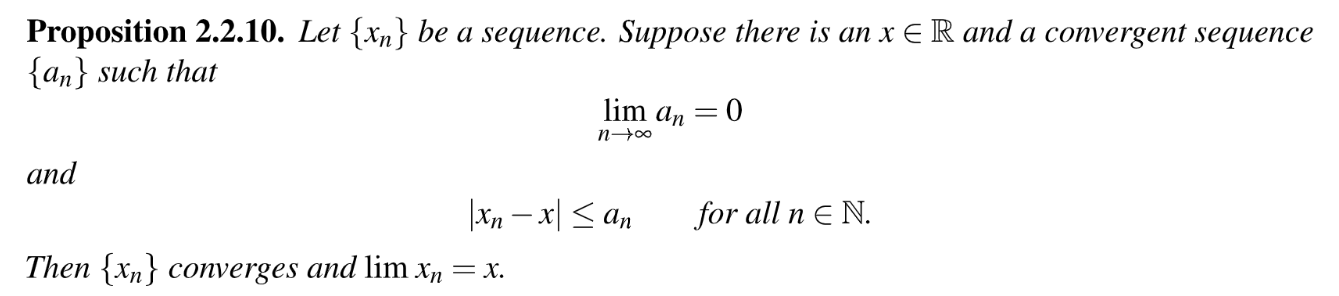 Proposition 2.2.10. Let {xₙ} be a sequence. Suppose there is an x ∈ ℝ and a convergent sequence
{aₙ} such that
lim aₙ = 0
n→∞
and
|xₙ − x| ≤ aₙ for all n ∈ ℕ.
Then {xₙ} converges and lim xₙ = x.